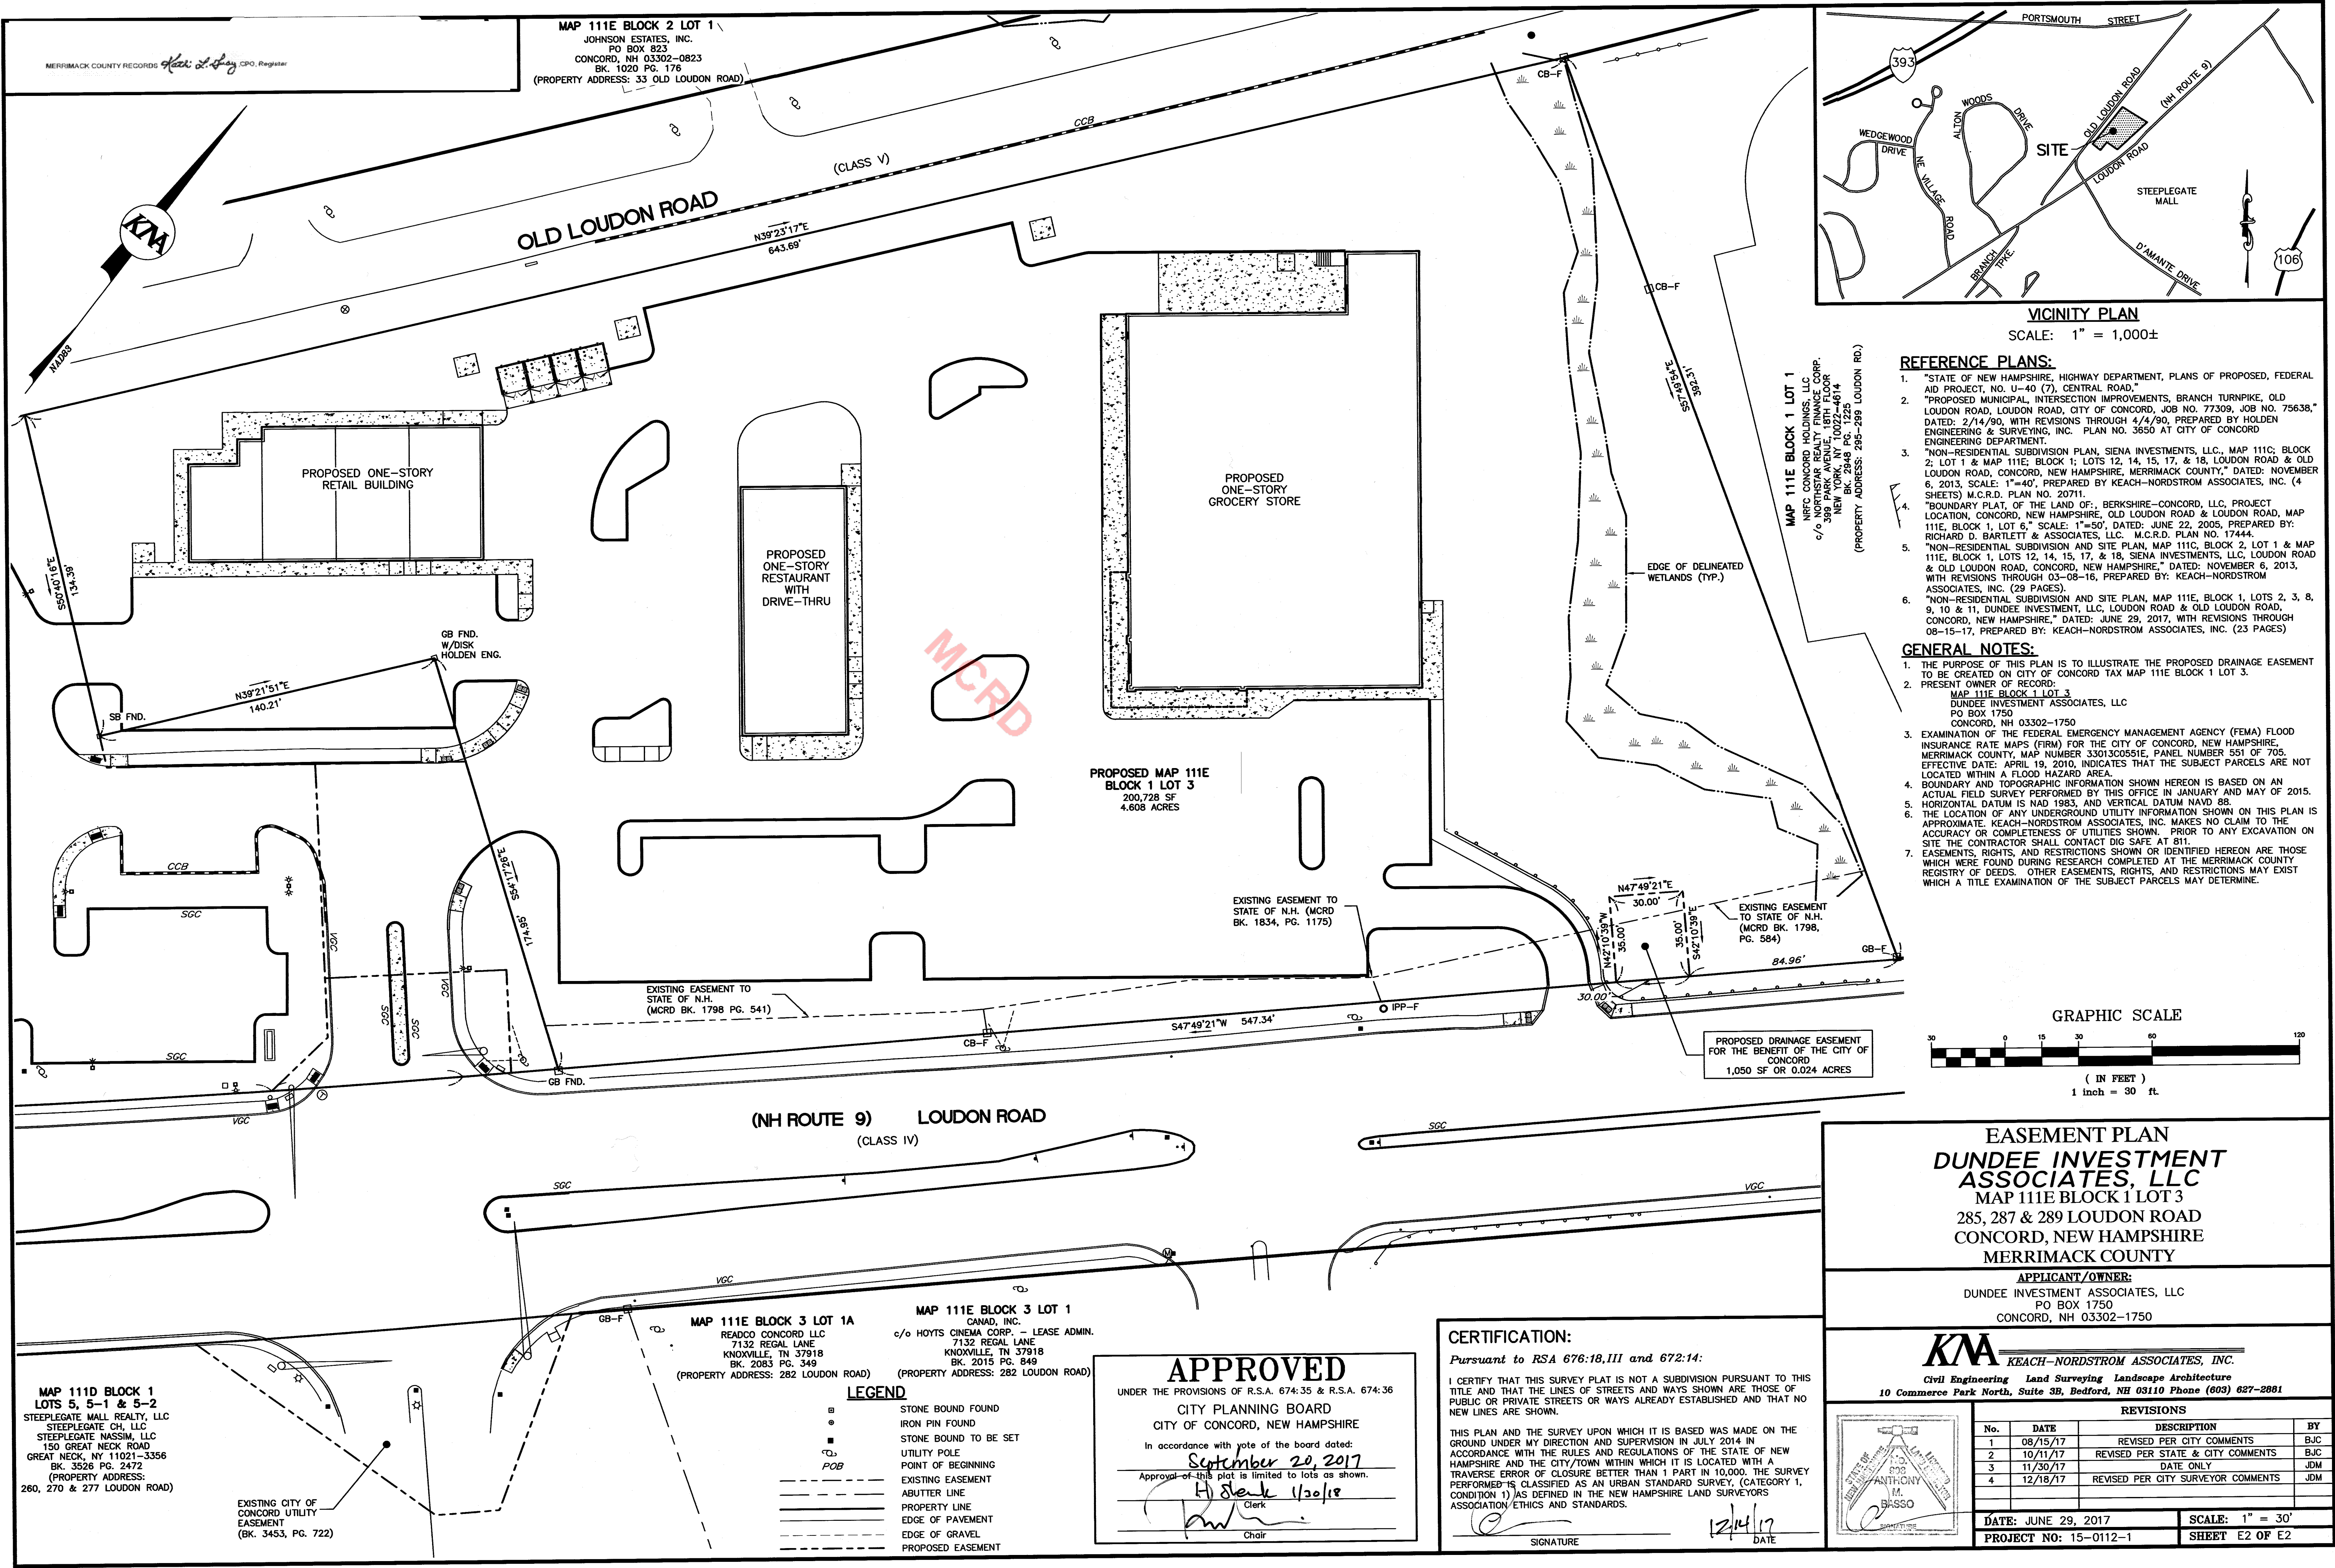 MERRIMACK COUNTY RECORDS Kathi L. Guay, CPO, Register
MAP 111E BLOCK 2 LOT 1
JOHNSON ESTATES, INC.
PO BOX 823
CONCORD, NH 03302-0823
BK. 1020 PG. 176
(PROPERTY ADDRESS: 33 OLD LOUDON ROAD)
KNA
NAD83
OLD LOUDON ROAD
(CLASS V)
CCB
N39°23'17"E
643.69'
CB-F
CB-F
S57°49'54"E
392.31'
PORTSMOUTH STREET
393
WEDGEWOOD
DRIVE
ALTON
WOODS
DRIVE
NE VILLAGE
ROAD
OLD LOUDON ROAD
(NH ROUTE 9)
LOUDON ROAD
SITE
STEEPLEGATE
MALL
BRANCH
TPKE.
D'AMANTE DRIVE
106
VICINITY PLAN
SCALE: 1" = 1,000±
REFERENCE PLANS:
1. "STATE OF NEW HAMPSHIRE, HIGHWAY DEPARTMENT, PLANS OF PROPOSED, FEDERAL
AID PROJECT, NO. U-40 (7), CENTRAL ROAD,"
2. "PROPOSED MUNICIPAL, INTERSECTION IMPROVEMENTS, BRANCH TURNPIKE, OLD
LOUDON ROAD, LOUDON ROAD, CITY OF CONCORD, JOB NO. 77309, JOB NO. 75638,"
DATED: 2/14/90, WITH REVISIONS THROUGH 4/4/90, PREPARED BY HOLDEN
ENGINEERING & SURVEYING, INC. PLAN NO. 3650 AT CITY OF CONCORD
ENGINEERING DEPARTMENT.
3. "NON-RESIDENTIAL SUBDIVISION PLAN, SIENA INVESTMENTS, LLC., MAP 111C; BLOCK
2; LOT 1 & MAP 111E; BLOCK 1; LOTS 12, 14, 15, 17, & 18, LOUDON ROAD & OLD
LOUDON ROAD, CONCORD, NEW HAMPSHIRE, MERRIMACK COUNTY," DATED: NOVEMBER
6, 2013, SCALE: 1"=40', PREPARED BY KEACH-NORDSTROM ASSOCIATES, INC. (4
SHEETS) M.C.R.D. PLAN NO. 20711.
4. "BOUNDARY PLAT, OF THE LAND OF:, BERKSHIRE-CONCORD, LLC, PROJECT
LOCATION, CONCORD, NEW HAMPSHIRE, OLD LOUDON ROAD & LOUDON ROAD, MAP
111E, BLOCK 1, LOT 6," SCALE: 1"=50', DATED: JUNE 22, 2005, PREPARED BY:
RICHARD D. BARTLETT & ASSOCIATES, LLC. M.C.R.D. PLAN NO. 17444.
5. "NON-RESIDENTIAL SUBDIVISION AND SITE PLAN, MAP 111C, BLOCK 2, LOT 1 & MAP
111E, BLOCK 1, LOTS 12, 14, 15, 17, & 18, SIENA INVESTMENTS, LLC, LOUDON ROAD
& OLD LOUDON ROAD, CONCORD, NEW HAMPSHIRE," DATED: NOVEMBER 6, 2013,
WITH REVISIONS THROUGH 03-08-16, PREPARED BY: KEACH-NORDSTROM
ASSOCIATES, INC. (29 PAGES).
6. "NON-RESIDENTIAL SUBDIVISION AND SITE PLAN, MAP 111E, BLOCK 1, LOTS 2, 3, 8,
9, 10 & 11, DUNDEE INVESTMENT, LLC, LOUDON ROAD & OLD LOUDON ROAD,
CONCORD, NEW HAMPSHIRE," DATED: JUNE 29, 2017, WITH REVISIONS THROUGH
08-15-17, PREPARED BY: KEACH-NORDSTROM ASSOCIATES, INC. (23 PAGES)
GENERAL NOTES:
1. THE PURPOSE OF THIS PLAN IS TO ILLUSTRATE THE PROPOSED DRAINAGE EASEMENT
TO BE CREATED ON CITY OF CONCORD TAX MAP 111E BLOCK 1 LOT 3.
2. PRESENT OWNER OF RECORD:
MAP 111E BLOCK 1 LOT 3
DUNDEE INVESTMENT ASSOCIATES, LLC
PO BOX 1750
CONCORD, NH 03302-1750
3. EXAMINATION OF THE FEDERAL EMERGENCY MANAGEMENT AGENCY (FEMA) FLOOD
INSURANCE RATE MAPS (FIRM) FOR THE CITY OF CONCORD, NEW HAMPSHIRE,
MERRIMACK COUNTY, MAP NUMBER 33013C0551E, PANEL NUMBER 551 OF 705.
EFFECTIVE DATE: APRIL 19, 2010, INDICATES THAT THE SUBJECT PARCELS ARE NOT
LOCATED WITHIN A FLOOD HAZARD AREA.
4. BOUNDARY AND TOPOGRAPHIC INFORMATION SHOWN HEREON IS BASED ON AN
ACTUAL FIELD SURVEY PERFORMED BY THIS OFFICE IN JANUARY AND MAY OF 2015.
5. HORIZONTAL DATUM IS NAD 1983, AND VERTICAL DATUM NAVD 88.
6. THE LOCATION OF ANY UNDERGROUND UTILITY INFORMATION SHOWN ON THIS PLAN IS
APPROXIMATE. KEACH-NORDSTROM ASSOCIATES, INC. MAKES NO CLAIM TO THE
ACCURACY OR COMPLETENESS OF UTILITIES SHOWN. PRIOR TO ANY EXCAVATION ON
SITE THE CONTRACTOR SHALL CONTACT DIG SAFE AT 811.
7. EASEMENTS, RIGHTS, AND RESTRICTIONS SHOWN OR IDENTIFIED HEREON ARE THOSE
WHICH WERE FOUND DURING RESEARCH COMPLETED AT THE MERRIMACK COUNTY
REGISTRY OF DEEDS. OTHER EASEMENTS, RIGHTS, AND RESTRICTIONS MAY EXIST
WHICH A TITLE EXAMINATION OF THE SUBJECT PARCELS MAY DETERMINE.
MAP 111E BLOCK 1 LOT 1
NRFC CONCORD HOLDINGS, LLC
c/o NORTHSTAR REALTY FINANCE CORP.
399 PARK AVENUE, 18TH FLOOR
NEW YORK, NY 10022-4614
BK. 2948 PG. 1225
(PROPERTY ADDRESS: 295-299 LOUDON RD.)
PROPOSED ONE-STORY
RETAIL BUILDING
PROPOSED
ONE-STORY
RESTAURANT
WITH
DRIVE-THRU
PROPOSED
ONE-STORY
GROCERY STORE
EDGE OF DELINEATED
WETLANDS (TYP.)
S50°40'16"E
134.39'
GB FND.
W/DISK
HOLDEN ENG.
N39°21'51"E
140.21'
SB FND.
MCRD
PROPOSED MAP 111E
BLOCK 1 LOT 3
200,728 SF
4.608 ACRES
S54°17'26"E
174.95'
CCB
SGC
VGC
SGC
SGC
VGC
SGC
VGC
EXISTING EASEMENT TO
STATE OF N.H. (MCRD
BK. 1834, PG. 1175)
N47°49'21"E
30.00'
N42°10'39"W
35.00'
35.00'
S42°10'39"E
EXISTING EASEMENT
TO STATE OF N.H.
(MCRD BK. 1798,
PG. 584)
GB-F
84.96'
30.00'
EXISTING EASEMENT TO
STATE OF N.H.
(MCRD BK. 1798 PG. 541)
CB-F
IPP-F
S47°49'21"W 547.34'
GB FND.
PROPOSED DRAINAGE EASEMENT
FOR THE BENEFIT OF THE CITY OF
CONCORD
1,050 SF OR 0.024 ACRES
GRAPHIC SCALE
30 0 15 30 60 120
( IN FEET )
1 inch = 30 ft.
(NH ROUTE 9) LOUDON ROAD
(CLASS IV)
SGC
SGC
VGC
VGC
GB-F
M
MAP 111E BLOCK 3 LOT 1A
READCO CONCORD LLC
7132 REGAL LANE
KNOXVILLE, TN 37918
BK. 2083 PG. 349
(PROPERTY ADDRESS: 282 LOUDON ROAD)
MAP 111E BLOCK 3 LOT 1
CANAD, INC.
c/o HOYTS CINEMA CORP. - LEASE ADMIN.
7132 REGAL LANE
KNOXVILLE, TN 37918
BK. 2015 PG. 849
(PROPERTY ADDRESS: 282 LOUDON ROAD)
MAP 111D BLOCK 1
LOTS 5, 5-1 & 5-2
STEEPLEGATE MALL REALTY, LLC
STEEPLEGATE CH, LLC
STEEPLEGATE NASSIM, LLC
150 GREAT NECK ROAD
GREAT NECK, NY 11021-3356
BK. 3526 PG. 2472
(PROPERTY ADDRESS:
260, 270 & 277 LOUDON ROAD)
EXISTING CITY OF
CONCORD UTILITY
EASEMENT
(BK. 3453, PG. 722)
LEGEND
STONE BOUND FOUND
IRON PIN FOUND
STONE BOUND TO BE SET
UTILITY POLE
POB POINT OF BEGINNING
EXISTING EASEMENT
ABUTTER LINE
PROPERTY LINE
EDGE OF PAVEMENT
EDGE OF GRAVEL
PROPOSED EASEMENT
APPROVED
UNDER THE PROVISIONS OF R.S.A. 674:35 & R.S.A. 674:36
CITY PLANNING BOARD
CITY OF CONCORD, NEW HAMPSHIRE
In accordance with vote of the board dated:
September 20, 2017
Approval of this plat is limited to lots as shown.
1/30/18
Clerk
Chair
CERTIFICATION:
Pursuant to RSA 676:18,III and 672:14:
I CERTIFY THAT THIS SURVEY PLAT IS NOT A SUBDIVISION PURSUANT TO THIS
TITLE AND THAT THE LINES OF STREETS AND WAYS SHOWN ARE THOSE OF
PUBLIC OR PRIVATE STREETS OR WAYS ALREADY ESTABLISHED AND THAT NO
NEW LINES ARE SHOWN.
THIS PLAN AND THE SURVEY UPON WHICH IT IS BASED WAS MADE ON THE
GROUND UNDER MY DIRECTION AND SUPERVISION IN JULY 2014 IN
ACCORDANCE WITH THE RULES AND REGULATIONS OF THE STATE OF NEW
HAMPSHIRE AND THE CITY/TOWN WITHIN WHICH IT IS LOCATED WITH A
TRAVERSE ERROR OF CLOSURE BETTER THAN 1 PART IN 10,000. THE SURVEY
PERFORMED IS CLASSIFIED AS AN URBAN STANDARD SURVEY, (CATEGORY 1,
CONDITION 1) AS DEFINED IN THE NEW HAMPSHIRE LAND SURVEYORS
ASSOCIATION ETHICS AND STANDARDS.
12/14/17
SIGNATURE DATE
EASEMENT PLAN
DUNDEE INVESTMENT
ASSOCIATES, LLC
MAP 111E BLOCK 1 LOT 3
285, 287 & 289 LOUDON ROAD
CONCORD, NEW HAMPSHIRE
MERRIMACK COUNTY
APPLICANT/OWNER:
DUNDEE INVESTMENT ASSOCIATES, LLC
PO BOX 1750
CONCORD, NH 03302-1750
KNA KEACH-NORDSTROM ASSOCIATES, INC.
Civil Engineering Land Surveying Landscape Architecture
10 Commerce Park North, Suite 3B, Bedford, NH 03110 Phone (603) 627-2881
NO.
ANTHONY
M.
BASSO
SIGNATURE
REVISIONS
No. DATE DESCRIPTION BY
1 08/15/17 REVISED PER CITY COMMENTS BJC
2 10/11/17 REVISED PER STATE & CITY COMMENTS BJC
3 11/30/17 DATE ONLY JDM
4 12/18/17 REVISED PER CITY SURVEYOR COMMENTS JDM
DATE: JUNE 29, 2017 SCALE: 1" = 30'
PROJECT NO: 15-0112-1 SHEET E2 OF E2